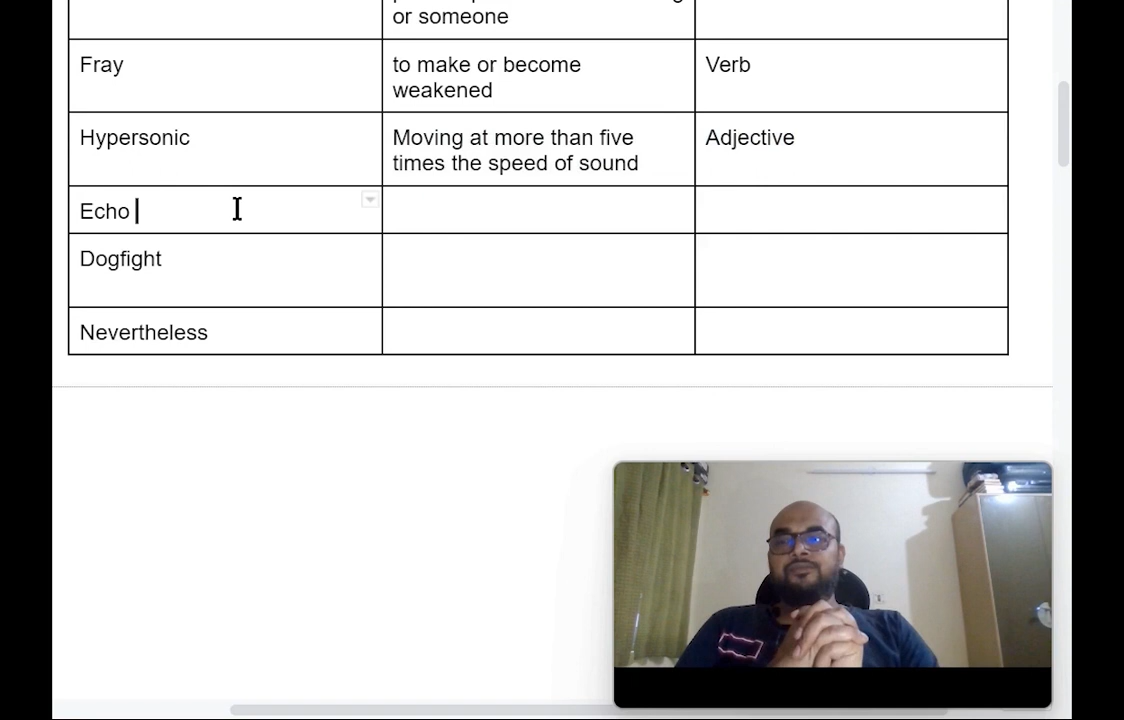 or someone
Fray
to make or become
weakened
Verb
Hypersonic
Moving at more than five
times the speed of sound
Adjective
Echo
Dogfight
Nevertheless